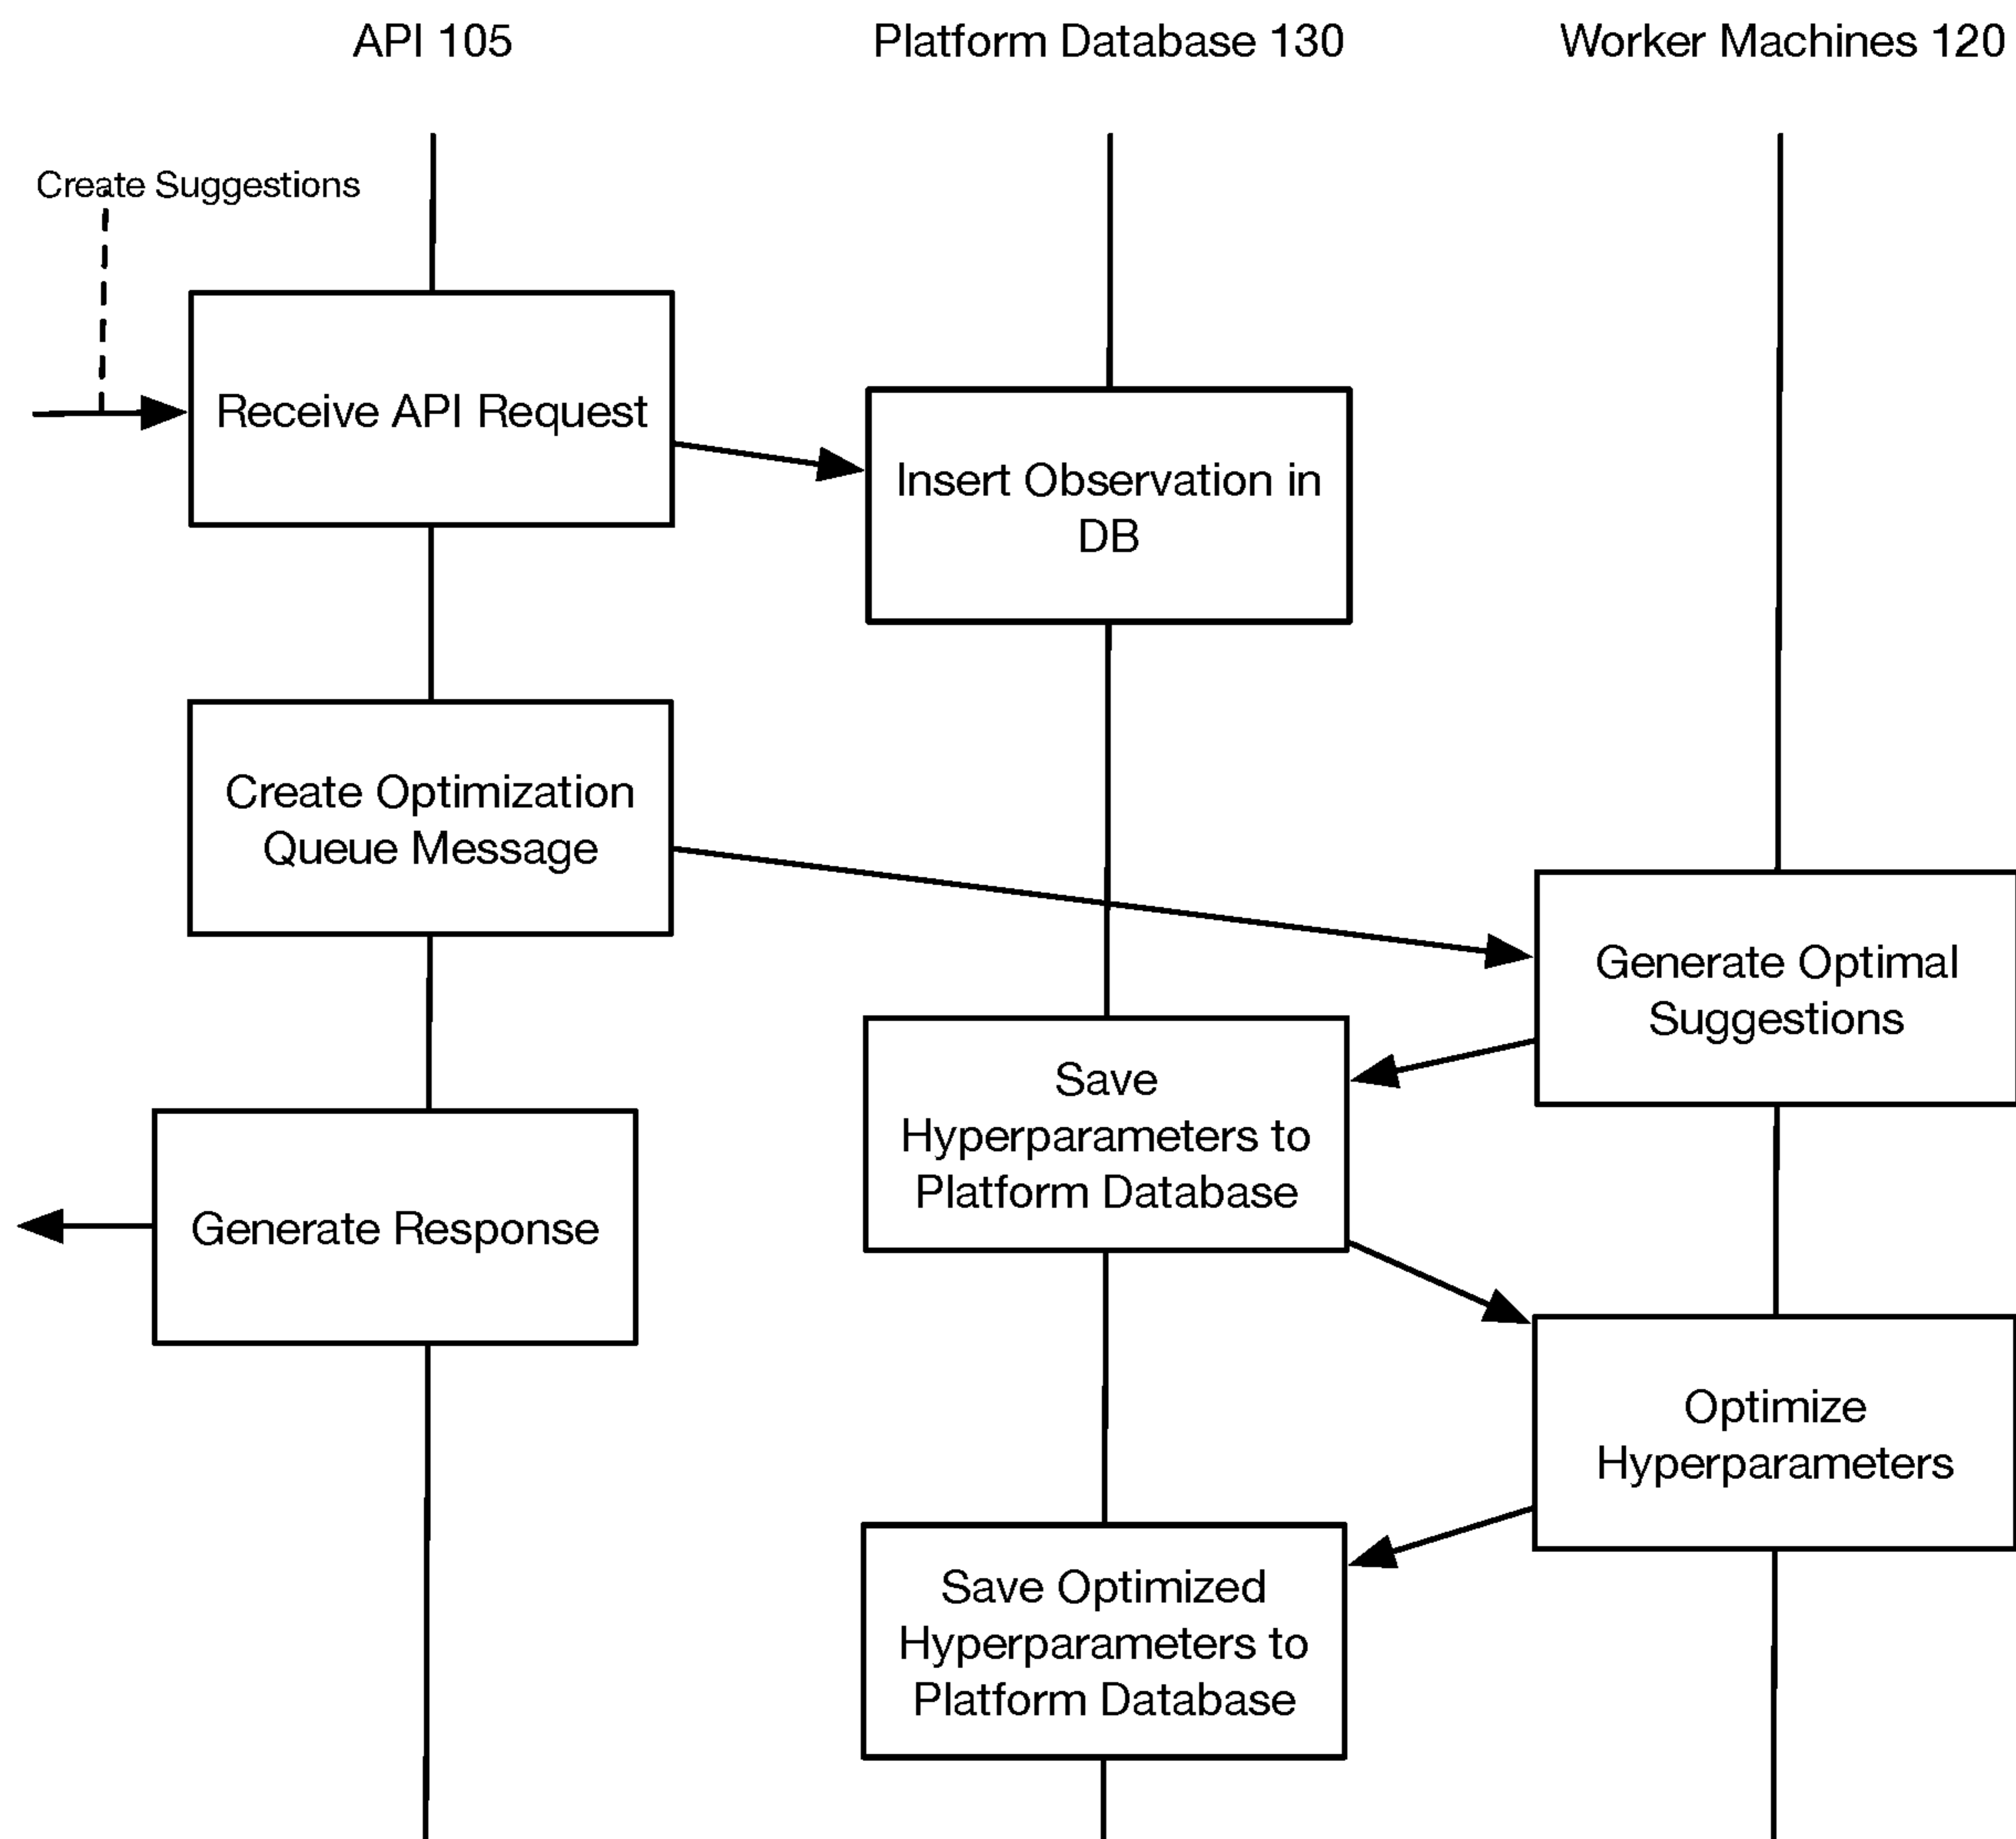 API 105
Platform Database 130
Worker Machines 120
Create Suggestions
Receive API Request
Insert Observation in
DB
Create Optimization
Queue Message
Generate Optimal
Suggestions
Save
Hyperparameters to
Platform Database
Generate Response
Optimize
Hyperparameters
Save Optimized
Hyperparameters to
Platform Database